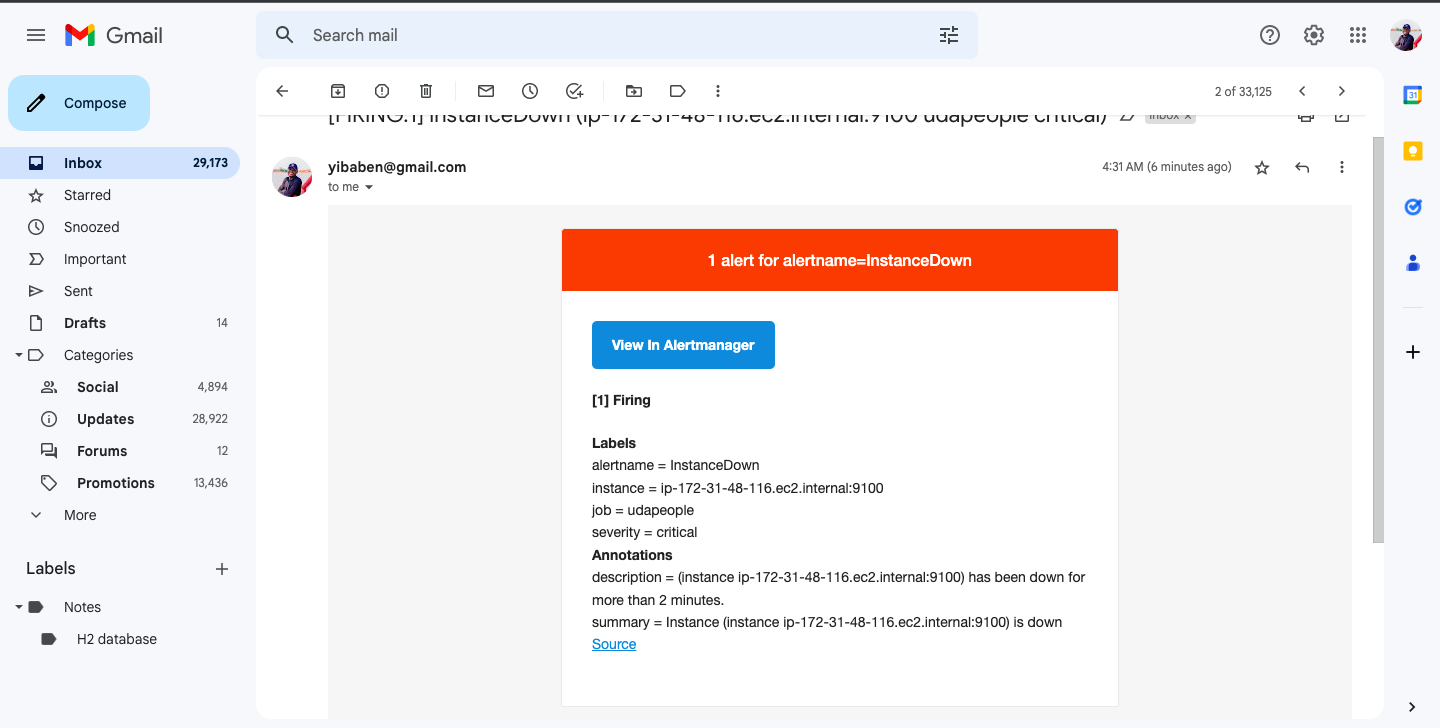 Gmail
Search mail
Compose
2 of 33,125
Inbox 29,173
Starred
Snoozed
Important
Sent
Drafts 14
Categories
Social 4,894
Updates 28,922
Forums 12
Promotions 13,436
More
Labels
Notes
H2 database
[FIRING:1] InstanceDown (ip-172-31-48-116.ec2.internal:9100 udapeople critical)
Inbox x
yibaben@gmail.com
4:31 AM (6 minutes ago)
to me
1 alert for alertname=InstanceDown
View In Alertmanager
[1] Firing
Labels
alertname = InstanceDown
instance = ip-172-31-48-116.ec2.internal:9100
job = udapeople
severity = critical
Annotations
description = (instance ip-172-31-48-116.ec2.internal:9100) has been down for
more than 2 minutes.
summary = Instance (instance ip-172-31-48-116.ec2.internal:9100) is down
Source
31